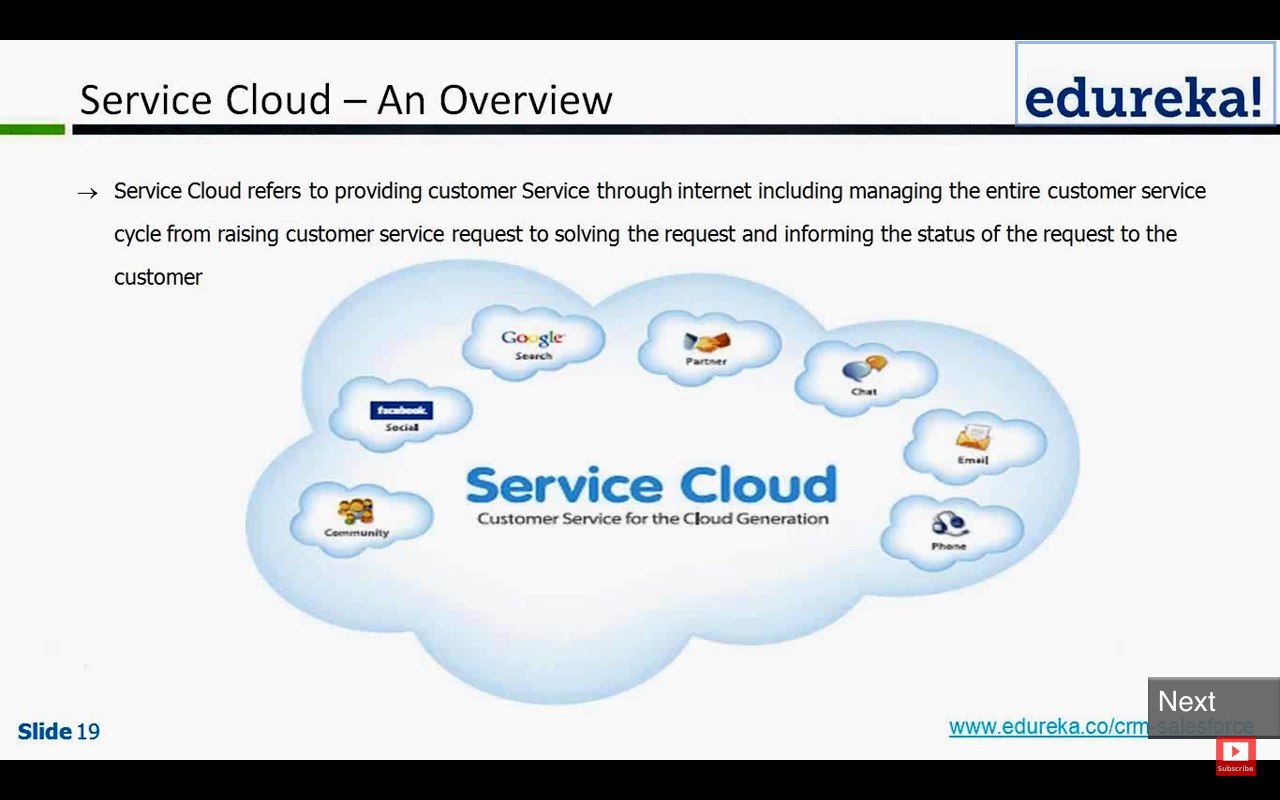 Service Cloud – An Overview
edureka!
→ Service Cloud refers to providing customer Service through internet including managing the entire customer service
cycle from raising customer service request to solving the request and informing the status of the request to the
customer
Google
Search
Partner
Chat
facebook.
Social
Email
Community
Service Cloud
Customer Service for the Cloud Generation
Phone
Next
Slide 19
www.edureka.co/crm-salesforce
Subscribe